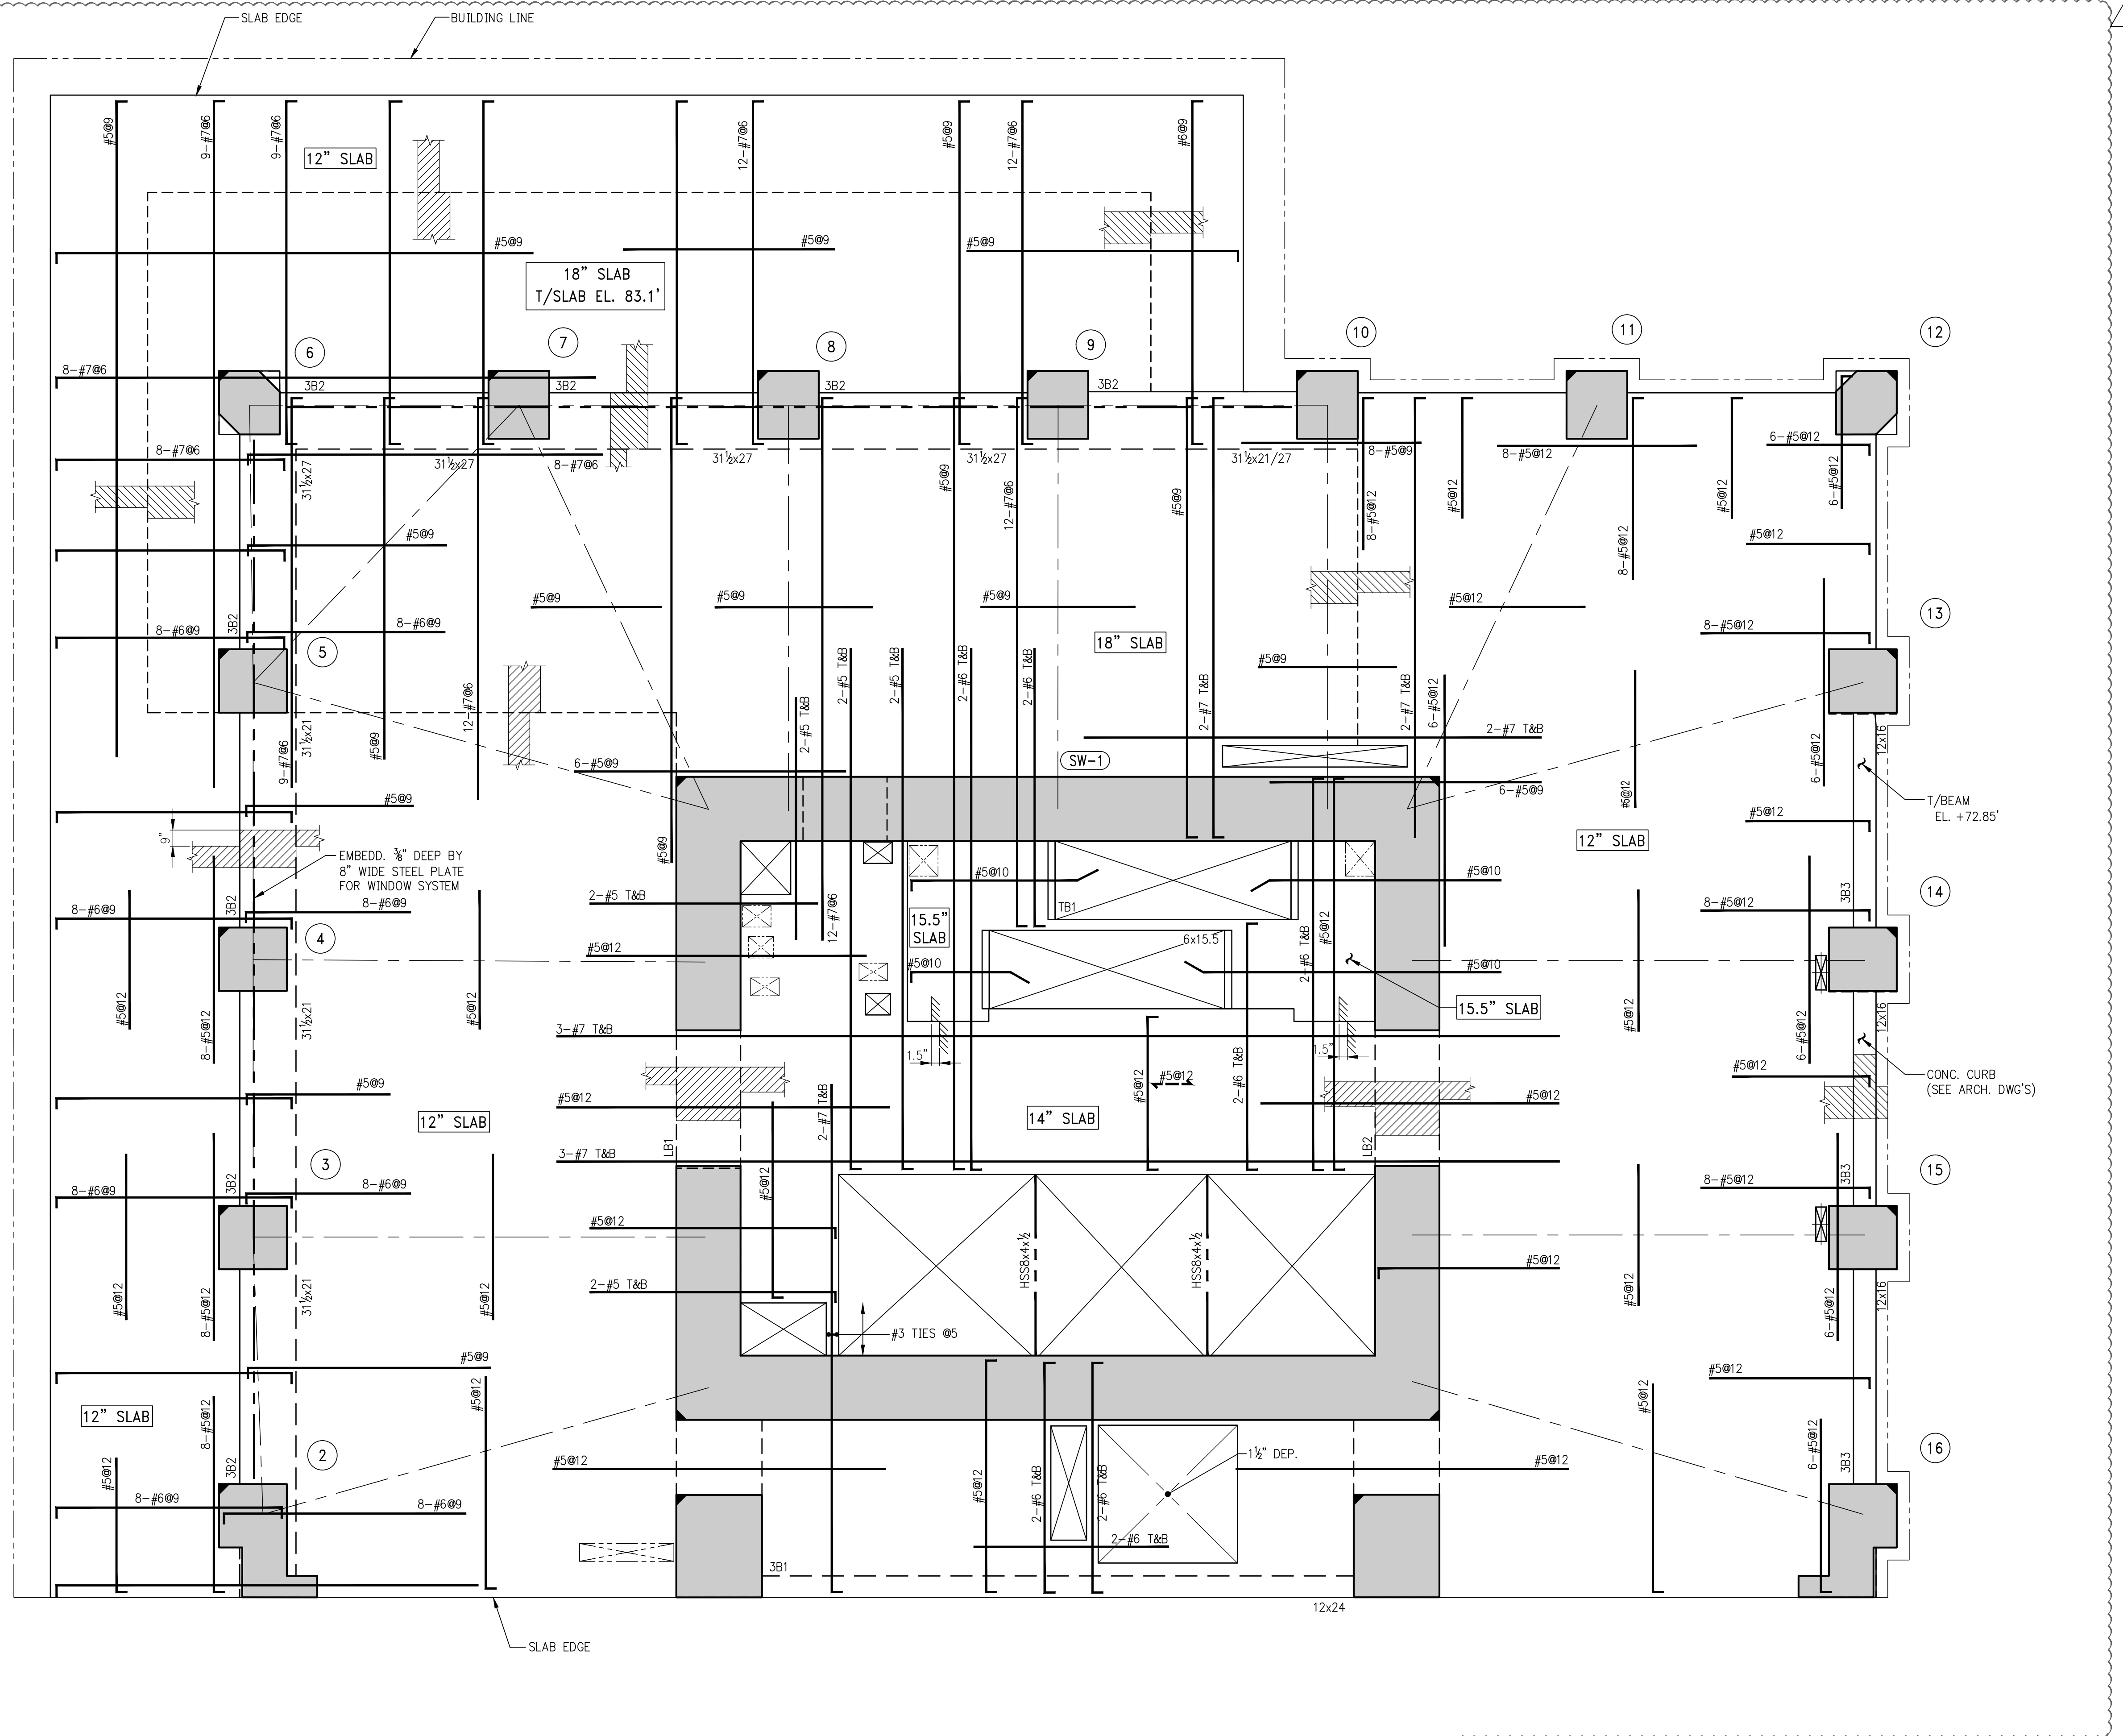 SLAB EDGE
BUILDING LINE
#5@9
9-#7@6
9-#7@6
12-#7@6
#5@9
12-#7@6
#6@9
12" SLAB
#5@9
#5@9
#5@9
18" SLAB
T/SLAB EL. 83.1'
6
7
8
9
10
11
12
8-#7@6
3B2
3B2
3B2
3B2
8-#7@6
31½x27
31½x27
8-#7@6
31½x27
31½x27
31½x21/27
8-#5@9
8-#5@12
6-#5@12
6-#5@12
#5@9
12-#7@6
#5@9
8-#5@12
#5@12
8-#5@12
#5@12
#5@9
#5@12
#5@9
#5@9
#5@9
#5@12
3B2
8-#6@9
8-#6@9
5
13
8-#5@12
18" SLAB
#5@9
2-#5 T&B
2-#5 T&B
2-#6 T&B
2-#6 T&B
2-#7 T&B
2-#7 T&B
6-#5@12
2-#5 T&B
12-#7@6
31½x21
#5@9
9-#7@6
2-#7 T&B
SW-1
6-#5@9
6-#5@9
#5@12
6-#5@12
12x16
T/BEAM
EL. +72.85'
#5@9
#5@12
9"
EMBEDD. ⅜" DEEP BY
8" WIDE STEEL PLATE
FOR WINDOW SYSTEM
#5@9
12" SLAB
#5@10
#5@10
2-#5 T&B
12-#7@6
TB1
15.5"
SLAB
6x15.5
2-#6 T&B
#5@12
3B2
8-#6@9
8-#6@9
4
14
3B3
8-#5@12
#5@12
#5@10
#5@10
15.5" SLAB
#5@12
8-#5@12
31½x21
#5@12
#5@12
6-#5@12
12x16
3-#7 T&B
1.5"
1.5"
#5@9
#5@12
2-#7 T&B
#5@12
#5@12
2-#6 T&B
#5@12
#5@12
CONC. CURB
(SEE ARCH. DWG'S)
12" SLAB
14" SLAB
LB1
LB2
3-#7 T&B
#5@12
3B2
8-#6@9
8-#6@9
3
15
3B3
8-#5@12
#5@12
HSS8x4x½
HSS8x4x½
#5@12
#5@12
8-#5@12
31½x21
#5@12
#5@12
6-#5@12
12x16
2-#5 T&B
#3 TIES @5
#5@9
#5@12
12" SLAB
8-#5@12
#5@12
#5@12
6-#5@12
2
16
3B2
3B3
#5@12
#5@12
1½" DEP.
#5@12
#5@12
2-#6 T&B
2-#6 T&B
8-#6@9
8-#6@9
2-#6 T&B
3B1
12x24
SLAB EDGE